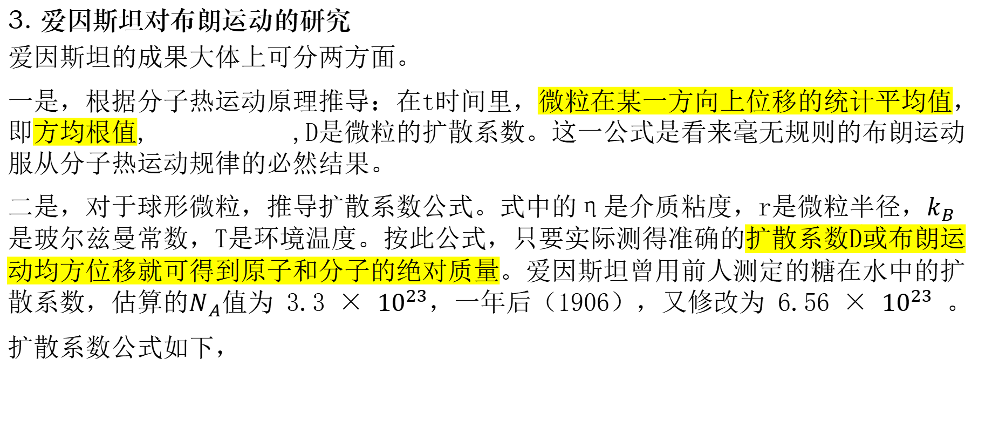 3. 爱因斯坦对布朗运动的研究
爱因斯坦的成果大体上可分两方面。
一是，根据分子热运动原理推导：在t时间里，微粒在某一方向上位移的统计平均值，
即方均根值, ,D是微粒的扩散系数。这一公式是看来毫无规则的布朗运动
服从分子热运动规律的必然结果。
二是，对于球形微粒，推导扩散系数公式。式中的η是介质粘度，r是微粒半径，k_B
是玻尔兹曼常数，T是环境温度。按此公式，只要实际测得准确的扩散系数D或布朗运
动均方位移就可得到原子和分子的绝对质量。爱因斯坦曾用前人测定的糖在水中的扩
散系数，估算的N_A值为 3.3 × 10²³，一年后（1906），又修改为 6.56 × 10²³ 。
扩散系数公式如下，